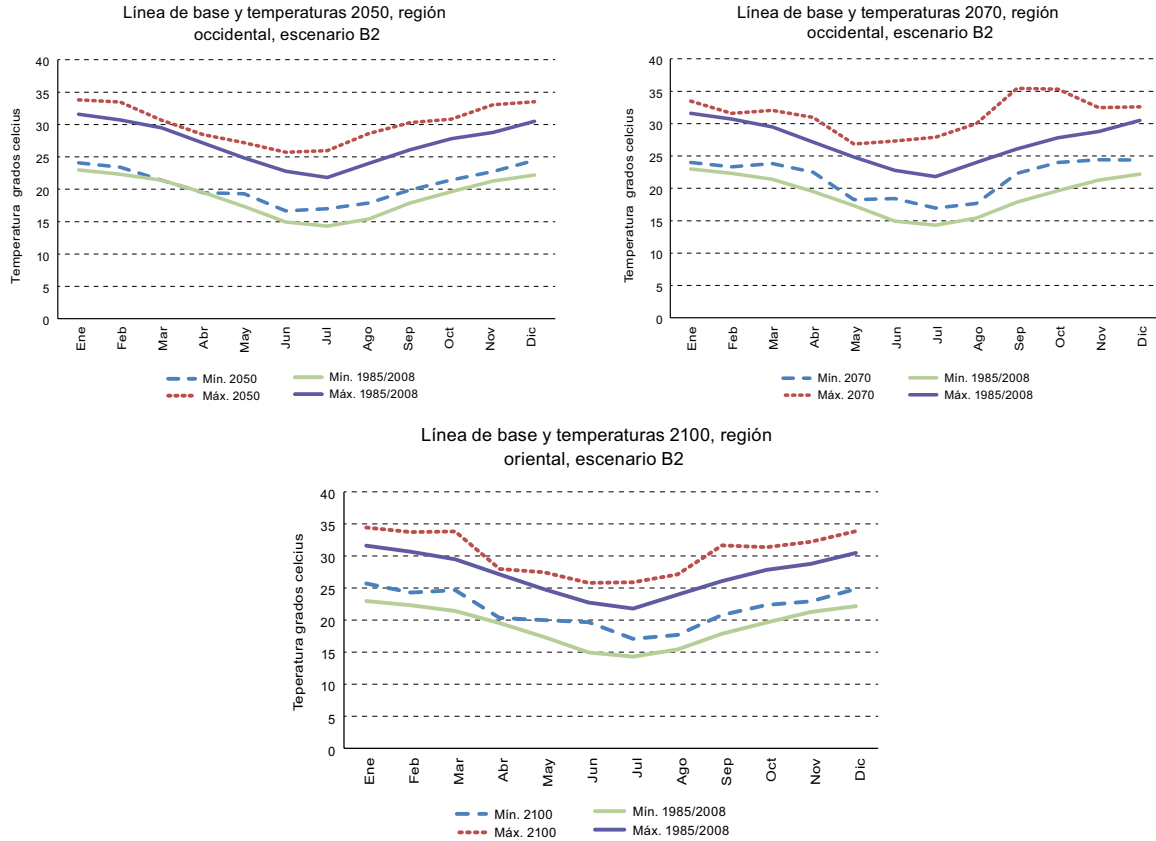 Línea de base y temperaturas 2050, región
occidental, escenario B2
Temperatura grados celcius
40
35
30
25
20
15
10
5
0
Ene
Feb
Mar
Abr
May
Jun
Jul
Ago
Sep
Oct
Nov
Dic
Mín. 2050
Mín. 1985/2008
Máx. 2050
Máx. 1985/2008
Línea de base y temperaturas 2070, región
occidental, escenario B2
Temperatura grados celcius
40
35
30
25
20
15
10
5
0
Ene
Feb
Mar
Abr
May
Jun
Jul
Ago
Sep
Oct
Nov
Dic
Mín. 2070
Mín. 1985/2008
Máx. 2070
Máx. 1985/2008
Línea de base y temperaturas 2100, región
oriental, escenario B2
Teperatura grados celcius
40
35
30
25
20
15
10
5
0
Ene
Feb
Mar
Abr
May
Jun
Jul
Ago
Sep
Oct
Nov
Dic
Mín. 2100
Mín. 1985/2008
Máx. 2100
Máx. 1985/2008